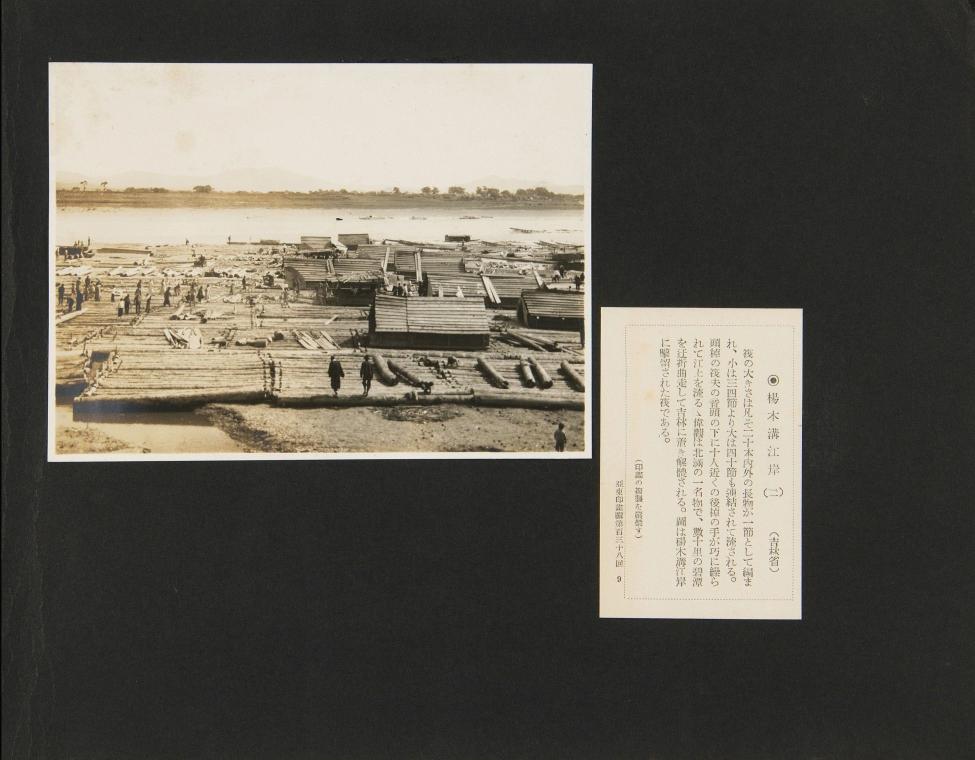 ◉楊木溝江岸(二) (吉林省)
筏の大きさは凡そ二十本内外の長物が一節として編ま
れ、小は三四節より大は四十節も連結されて流される。
頭棹の筏夫の音頭の下に十人近くの後棹の手が巧に繰ら
れて江上を流るゝ偉觀は北滿の一名物で、數十里の碧潭
を迂折曲走して吉林に着き解體される。圖は楊木溝江岸
に繫留された筏である。
(印畫の複製を嚴禁す)
亞東印畫輯第百三十八回 9